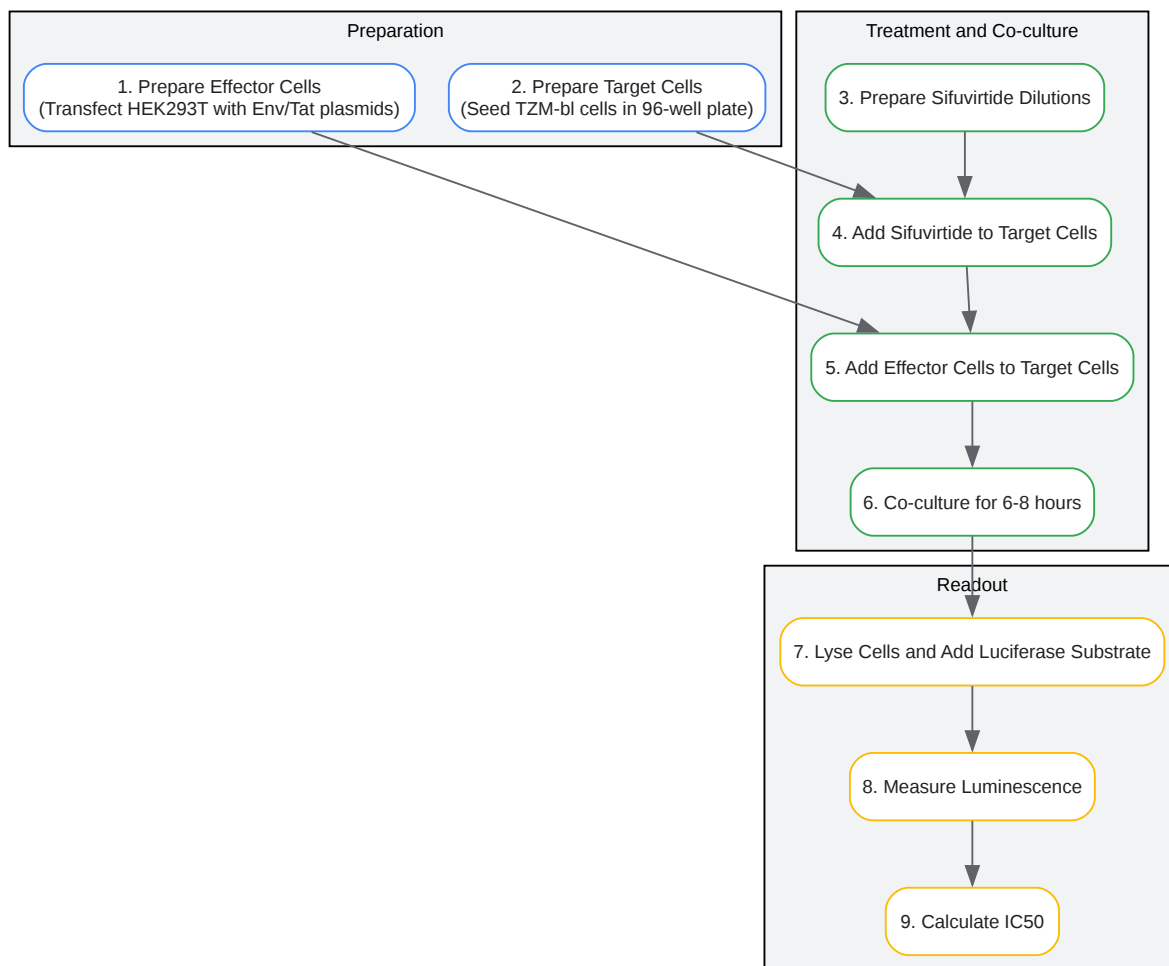 Preparation
1. Prepare Effector Cells
(Transfect HEK293T with Env/Tat plasmids)
2. Prepare Target Cells
(Seed TZM-bl cells in 96-well plate)
Treatment and Co-culture
3. Prepare Sifuvirtide Dilutions
4. Add Sifuvirtide to Target Cells
5. Add Effector Cells to Target Cells
6. Co-culture for 6-8 hours
Readout
7. Lyse Cells and Add Luciferase Substrate
8. Measure Luminescence
9. Calculate IC50